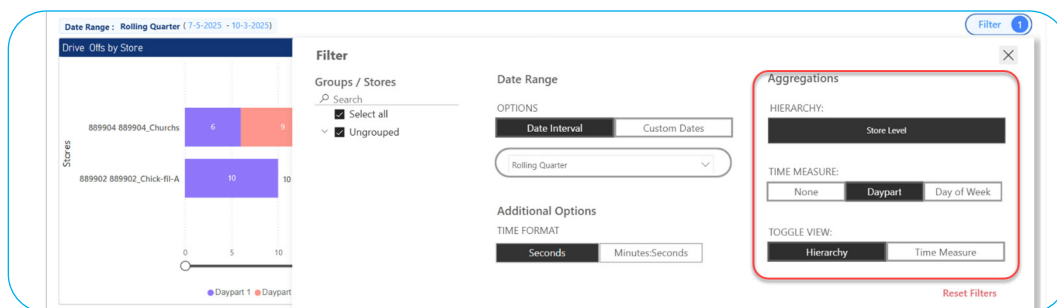 Date Range : Rolling Quarter ( 7-5-2025 - 10-3-2025)
Filter 1
Drive Offs by Store
Stores
889904 889904_Churchs
6
9
889902 889902_Chick-fil-A
10
10
0
5
10
Daypart 1
Daypart
Filter
Groups / Stores
Search
Select all
Ungrouped
Date Range
OPTIONS
Date Interval
Custom Dates
Rolling Quarter
Additional Options
TIME FORMAT
Seconds
Minutes:Seconds
Aggregations
HIERARCHY:
Store Level
TIME MEASURE:
None
Daypart
Day of Week
TOGGLE VIEW:
Hierarchy
Time Measure
Reset Filters